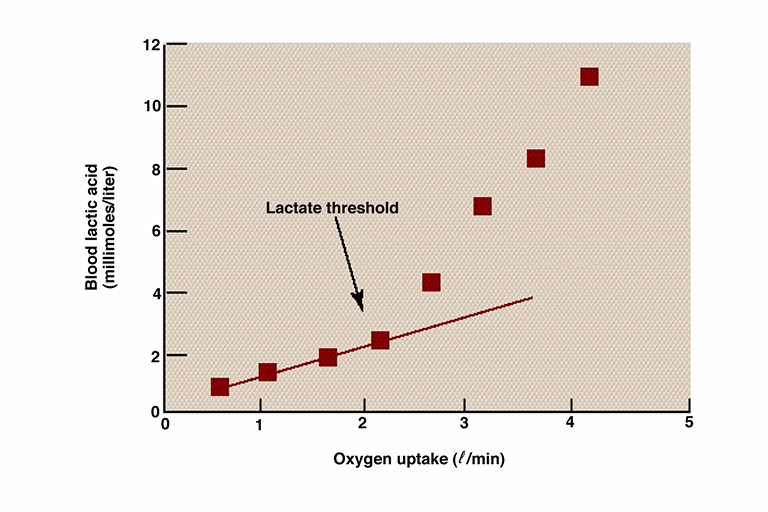 12
10
8
6
4
2
0
Blood lactic acid
(millimoles/liter)
Lactate threshold
0 1 2 3 4 5
Oxygen uptake (ℓ/min)